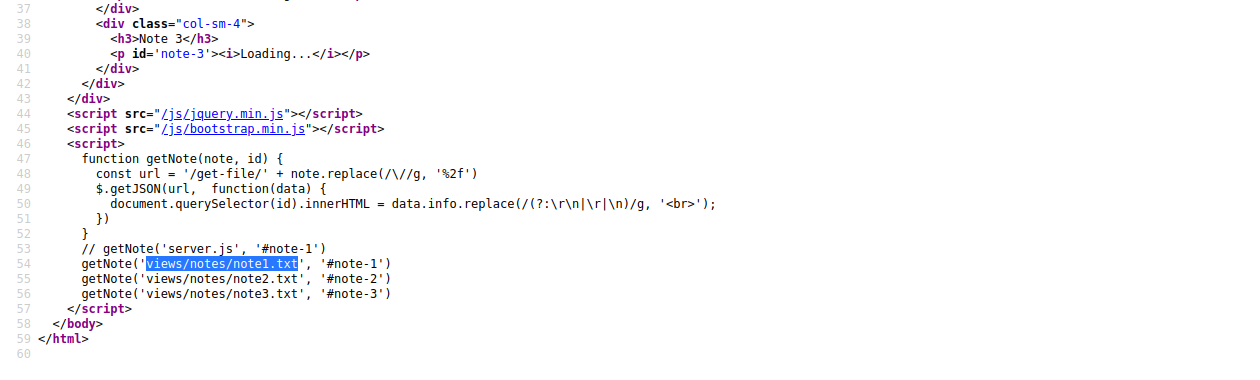 37         </div>
38         <div class="col-sm-4">
39           <h3>Note 3</h3>
40           <p id='note-3'><i>Loading...</i></p>
41         </div>
42       </div>
43     </div>
44     <script src="/js/jquery.min.js"></script>
45     <script src="/js/bootstrap.min.js"></script>
46     <script>
47       function getNote(note, id) {
48         const url = '/get-file/' + note.replace(/\//g, '%2f')
49         $.getJSON(url,  function(data) {
50           document.querySelector(id).innerHTML = data.info.replace(/(?:\r\n|\r|\n)/g, '<br>');
51         })
52       }
53       // getNote('server.js', '#note-1')
54       getNote('views/notes/note1.txt', '#note-1')
55       getNote('views/notes/note2.txt', '#note-2')
56       getNote('views/notes/note3.txt', '#note-3')
57     </script>
58   </body>
59 </html>
60